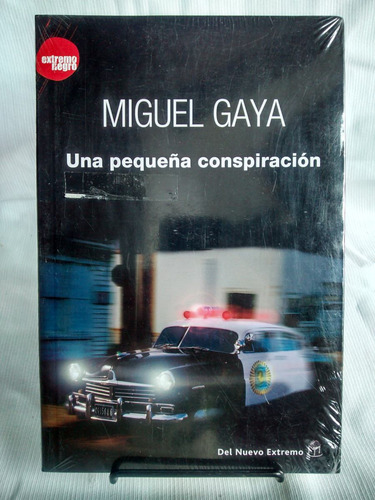 extremo
negro
MIGUEL GAYA
Una pequeña conspiración
Del Nuevo Extremo